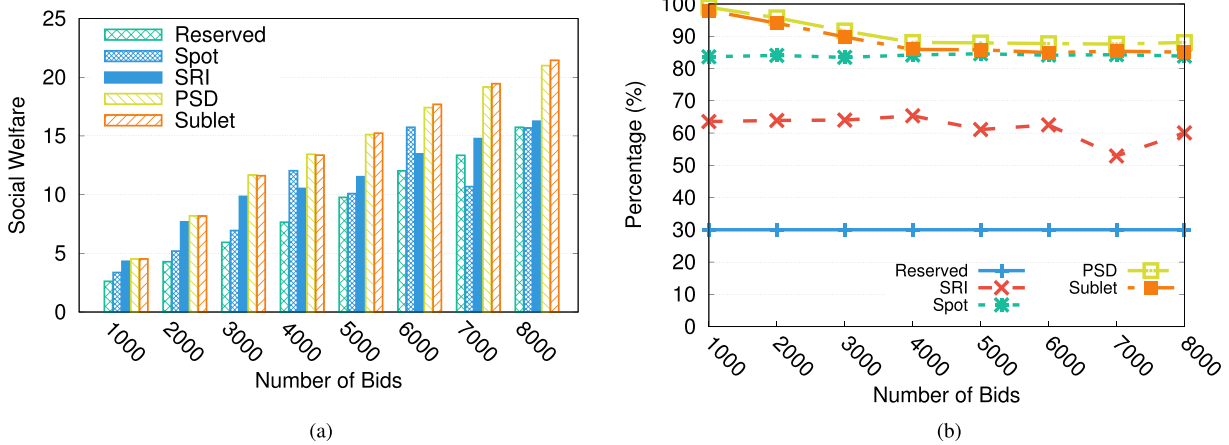 25
20
15
10
5
0
Social Welfare
Reserved
Spot
SRI
PSD
Sublet
1000
2000
3000
4000
5000
6000
7000
8000
Number of Bids
(a)
100
90
80
70
60
50
40
30
20
10
0
Percentage (%)
Reserved
SRI
Spot
PSD
Sublet
1000
2000
3000
4000
5000
6000
7000
8000
Number of Bids
(b)